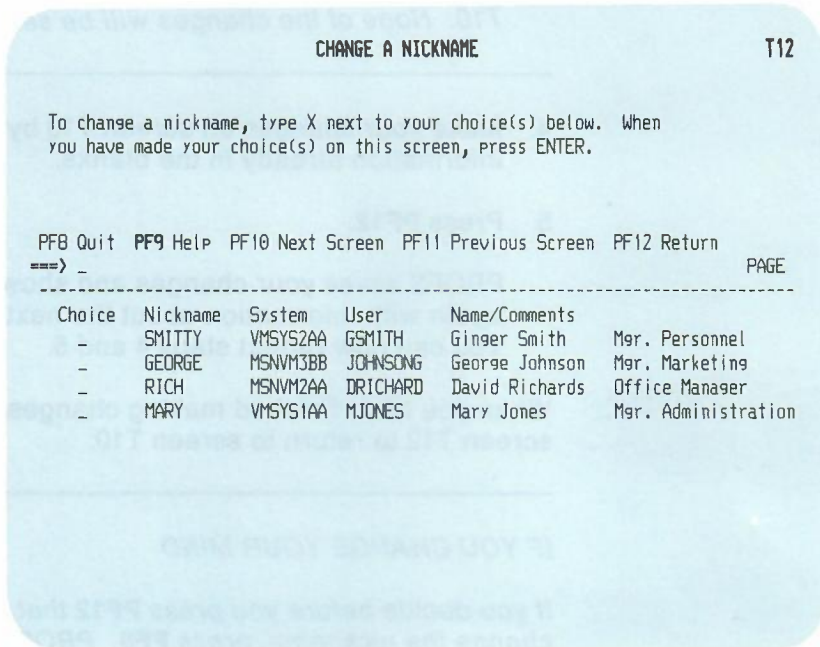 CHANGE A NICKNAME T12
To change a nickname, type X next to your choice(s) below. When
you have made your choice(s) on this screen, press ENTER.
PF8 Quit PF9 Help PF10 Next Screen PF11 Previous Screen PF12 Return
===> _ PAGE
Choice Nickname System User Name/Comments
_ SMITTY VMSYS2AA GSMITH Ginger Smith Mgr. Personnel
_ GEORGE MSNVM3BB JOHNSONG George Johnson Mgr. Marketing
_ RICH MSNVM2AA DRICHARD David Richards Office Manager
_ MARY VMSYS1AA MJONES Mary Jones Mgr. Administration